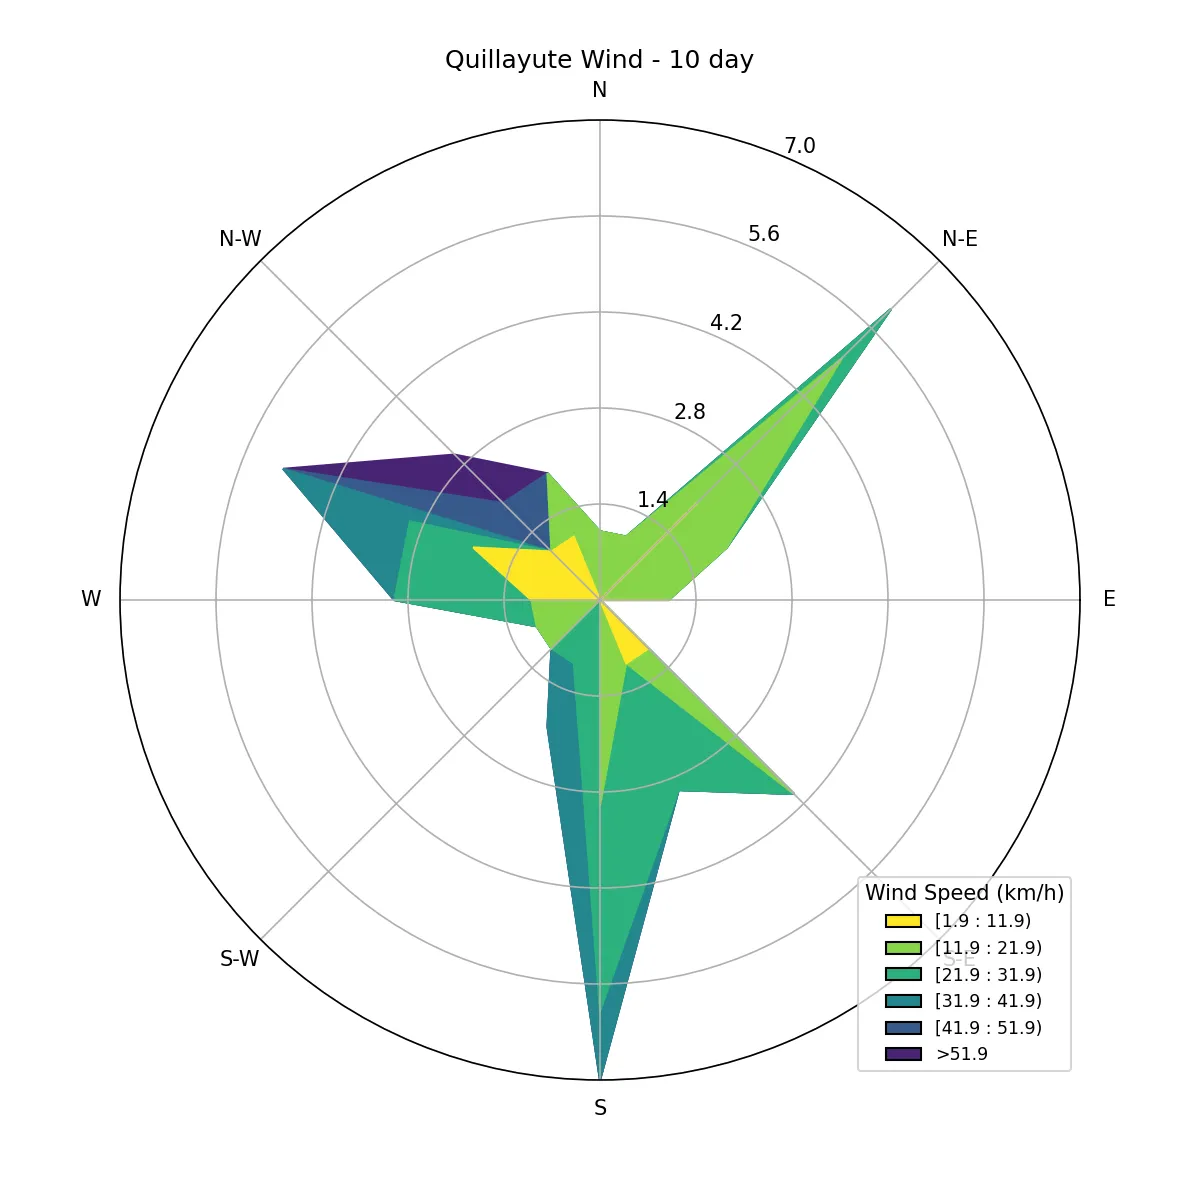 Quillayute Wind - 10 day
N
7.0
N-W
5.6
N-E
4.2
2.8
1.4
W
E
Wind Speed (km/h)
[1.9 : 11.9)
[11.9 : 21.9)
S-W
S-E
[21.9 : 31.9)
[31.9 : 41.9)
[41.9 : 51.9)
>51.9
S